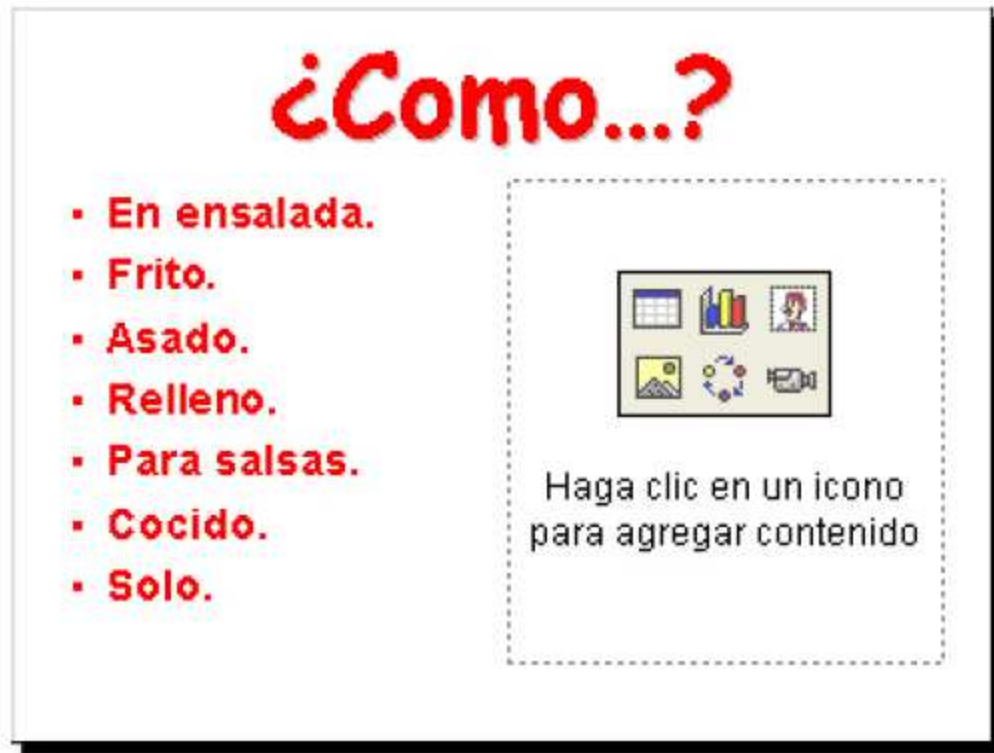 ¿Como...?
▪ En ensalada.
▪ Frito.
▪ Asado.
▪ Relleno.
▪ Para salsas.
▪ Cocido.
▪ Solo.
Haga clic en un icono
para agregar contenido